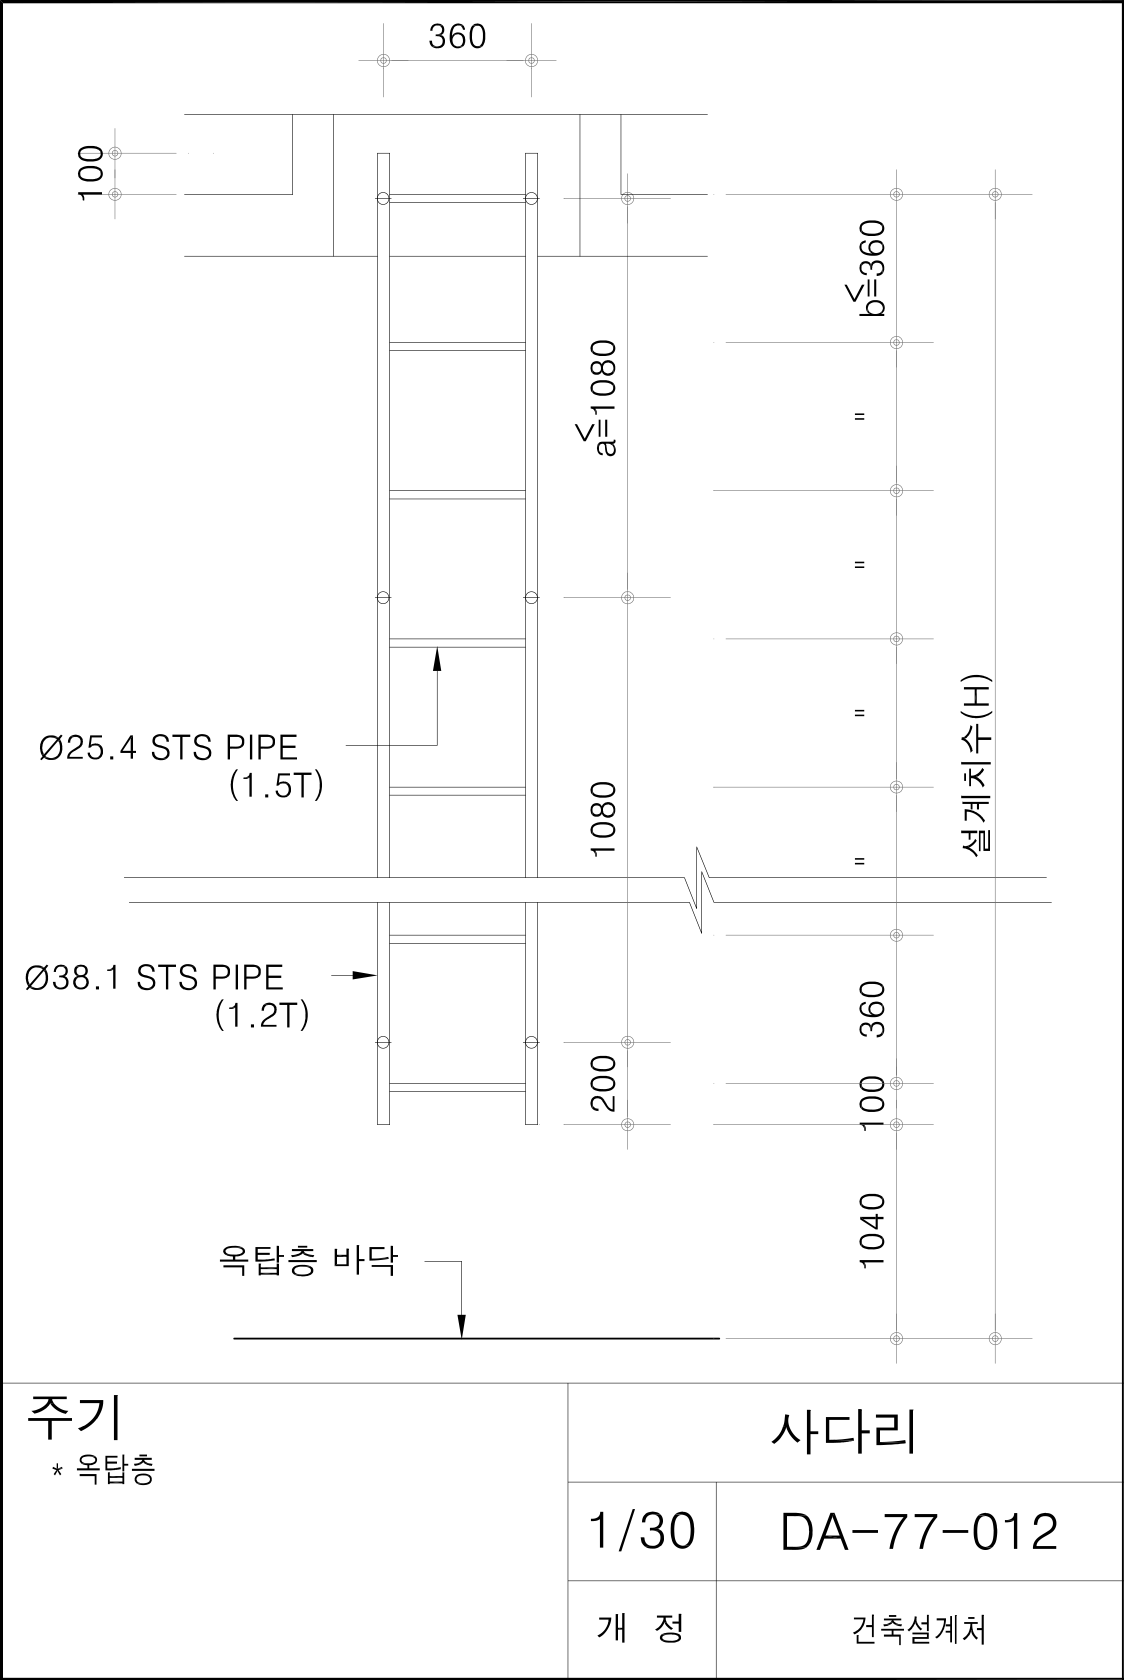 360
100
b<=360
a<=1080
=
=
=
=
설계치수(H)
Ø25.4 STS PIPE
(1.5T)
1080
Ø38.1 STS PIPE
(1.2T)
360
200
100
1040
옥탑층 바닥
주기
* 옥탑층
사다리
1/30
DA-77-012
개 정
건축설계처